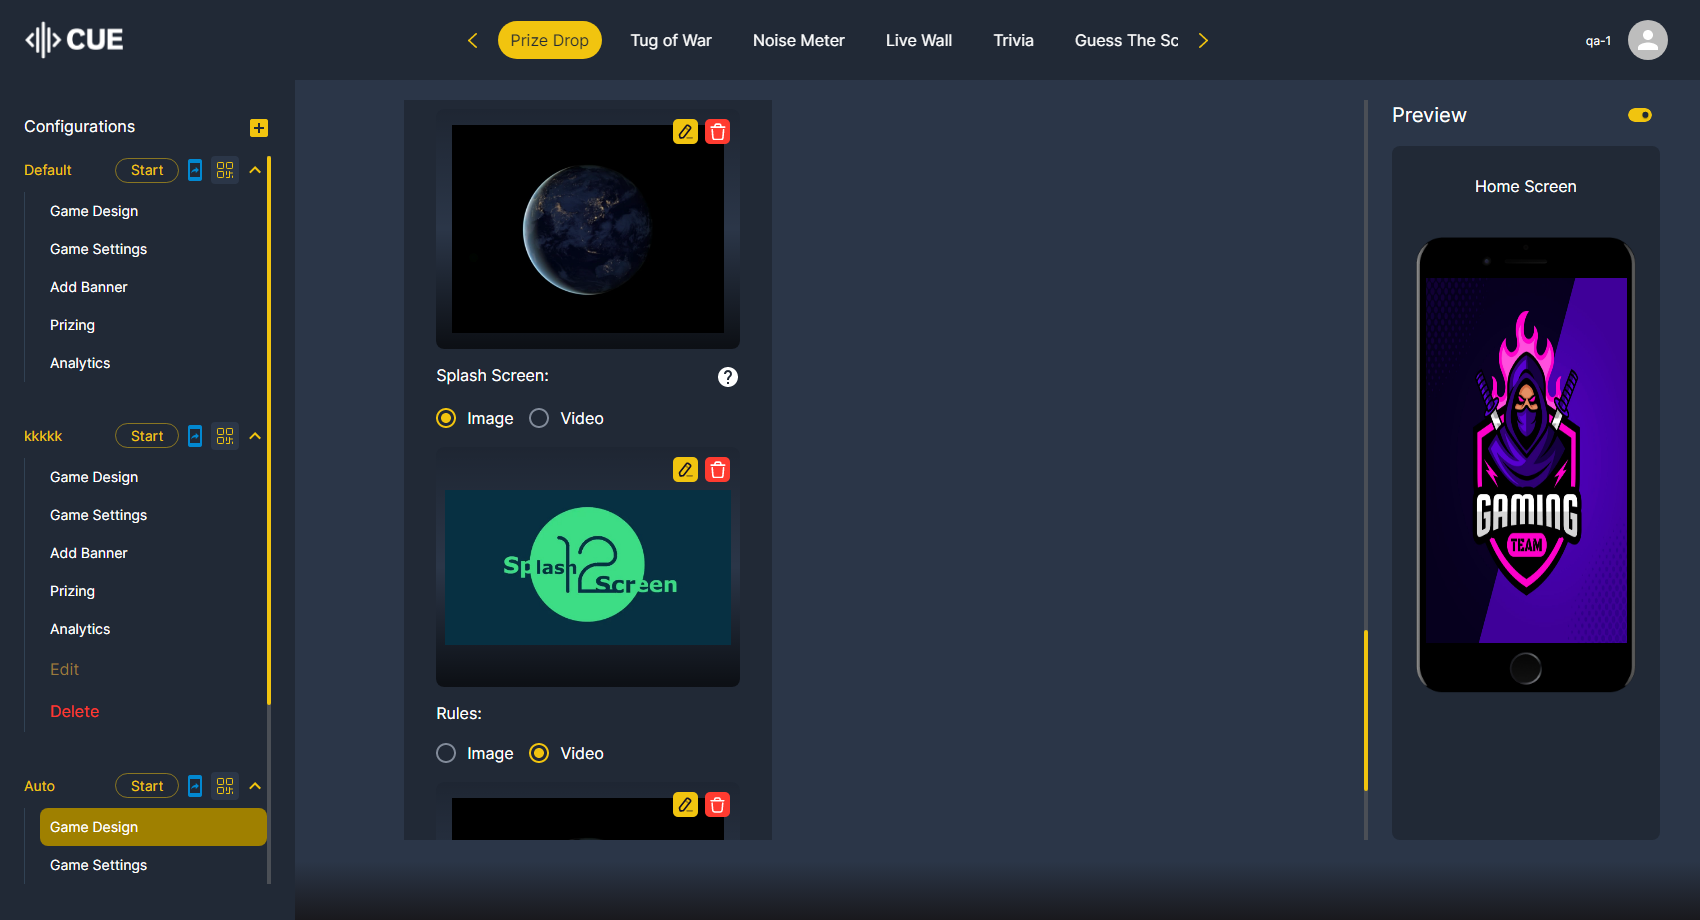 CUE
Prize Drop
Tug of War
Noise Meter
Live Wall
Trivia
Guess The Sc
qa-1
Configurations
Default
Start
Game Design
Game Settings
Add Banner
Prizing
Analytics
kkkkk
Start
Game Design
Game Settings
Add Banner
Prizing
Analytics
Edit
Delete
Auto
Start
Game Design
Game Settings
Splash Screen:
?
Image
Video
Splash 12 Screen
Rules:
Image
Video
Preview
Home Screen
GAMING
TEAM